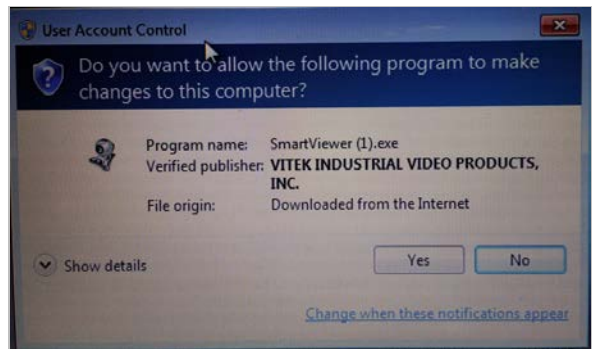 User Account Control
Do you want to allow the following program to make
changes to this computer?
Program name: SmartViewer (1).exe
Verified publisher: VITEK INDUSTRIAL VIDEO PRODUCTS,
INC.
File origin: Downloaded from the Internet
Show details
Yes
No
Change when these notifications appear